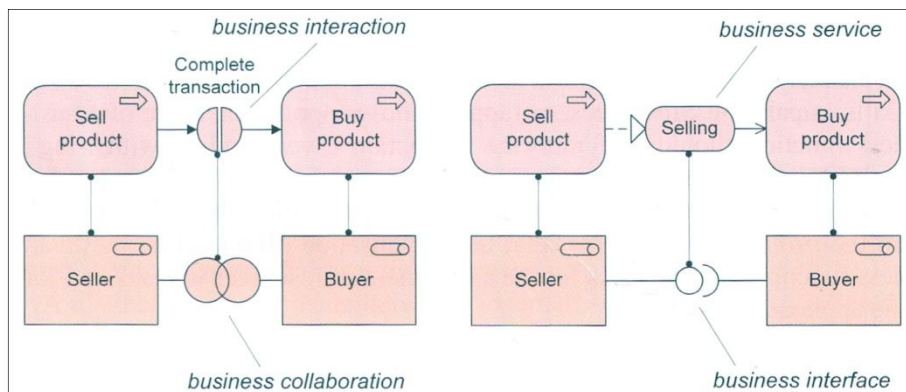 business interaction
Complete
transaction
Sell
product
Buy
product
Seller
Buyer
business collaboration
business service
Sell
product
Selling
Buy
product
Seller
Buyer
business interface